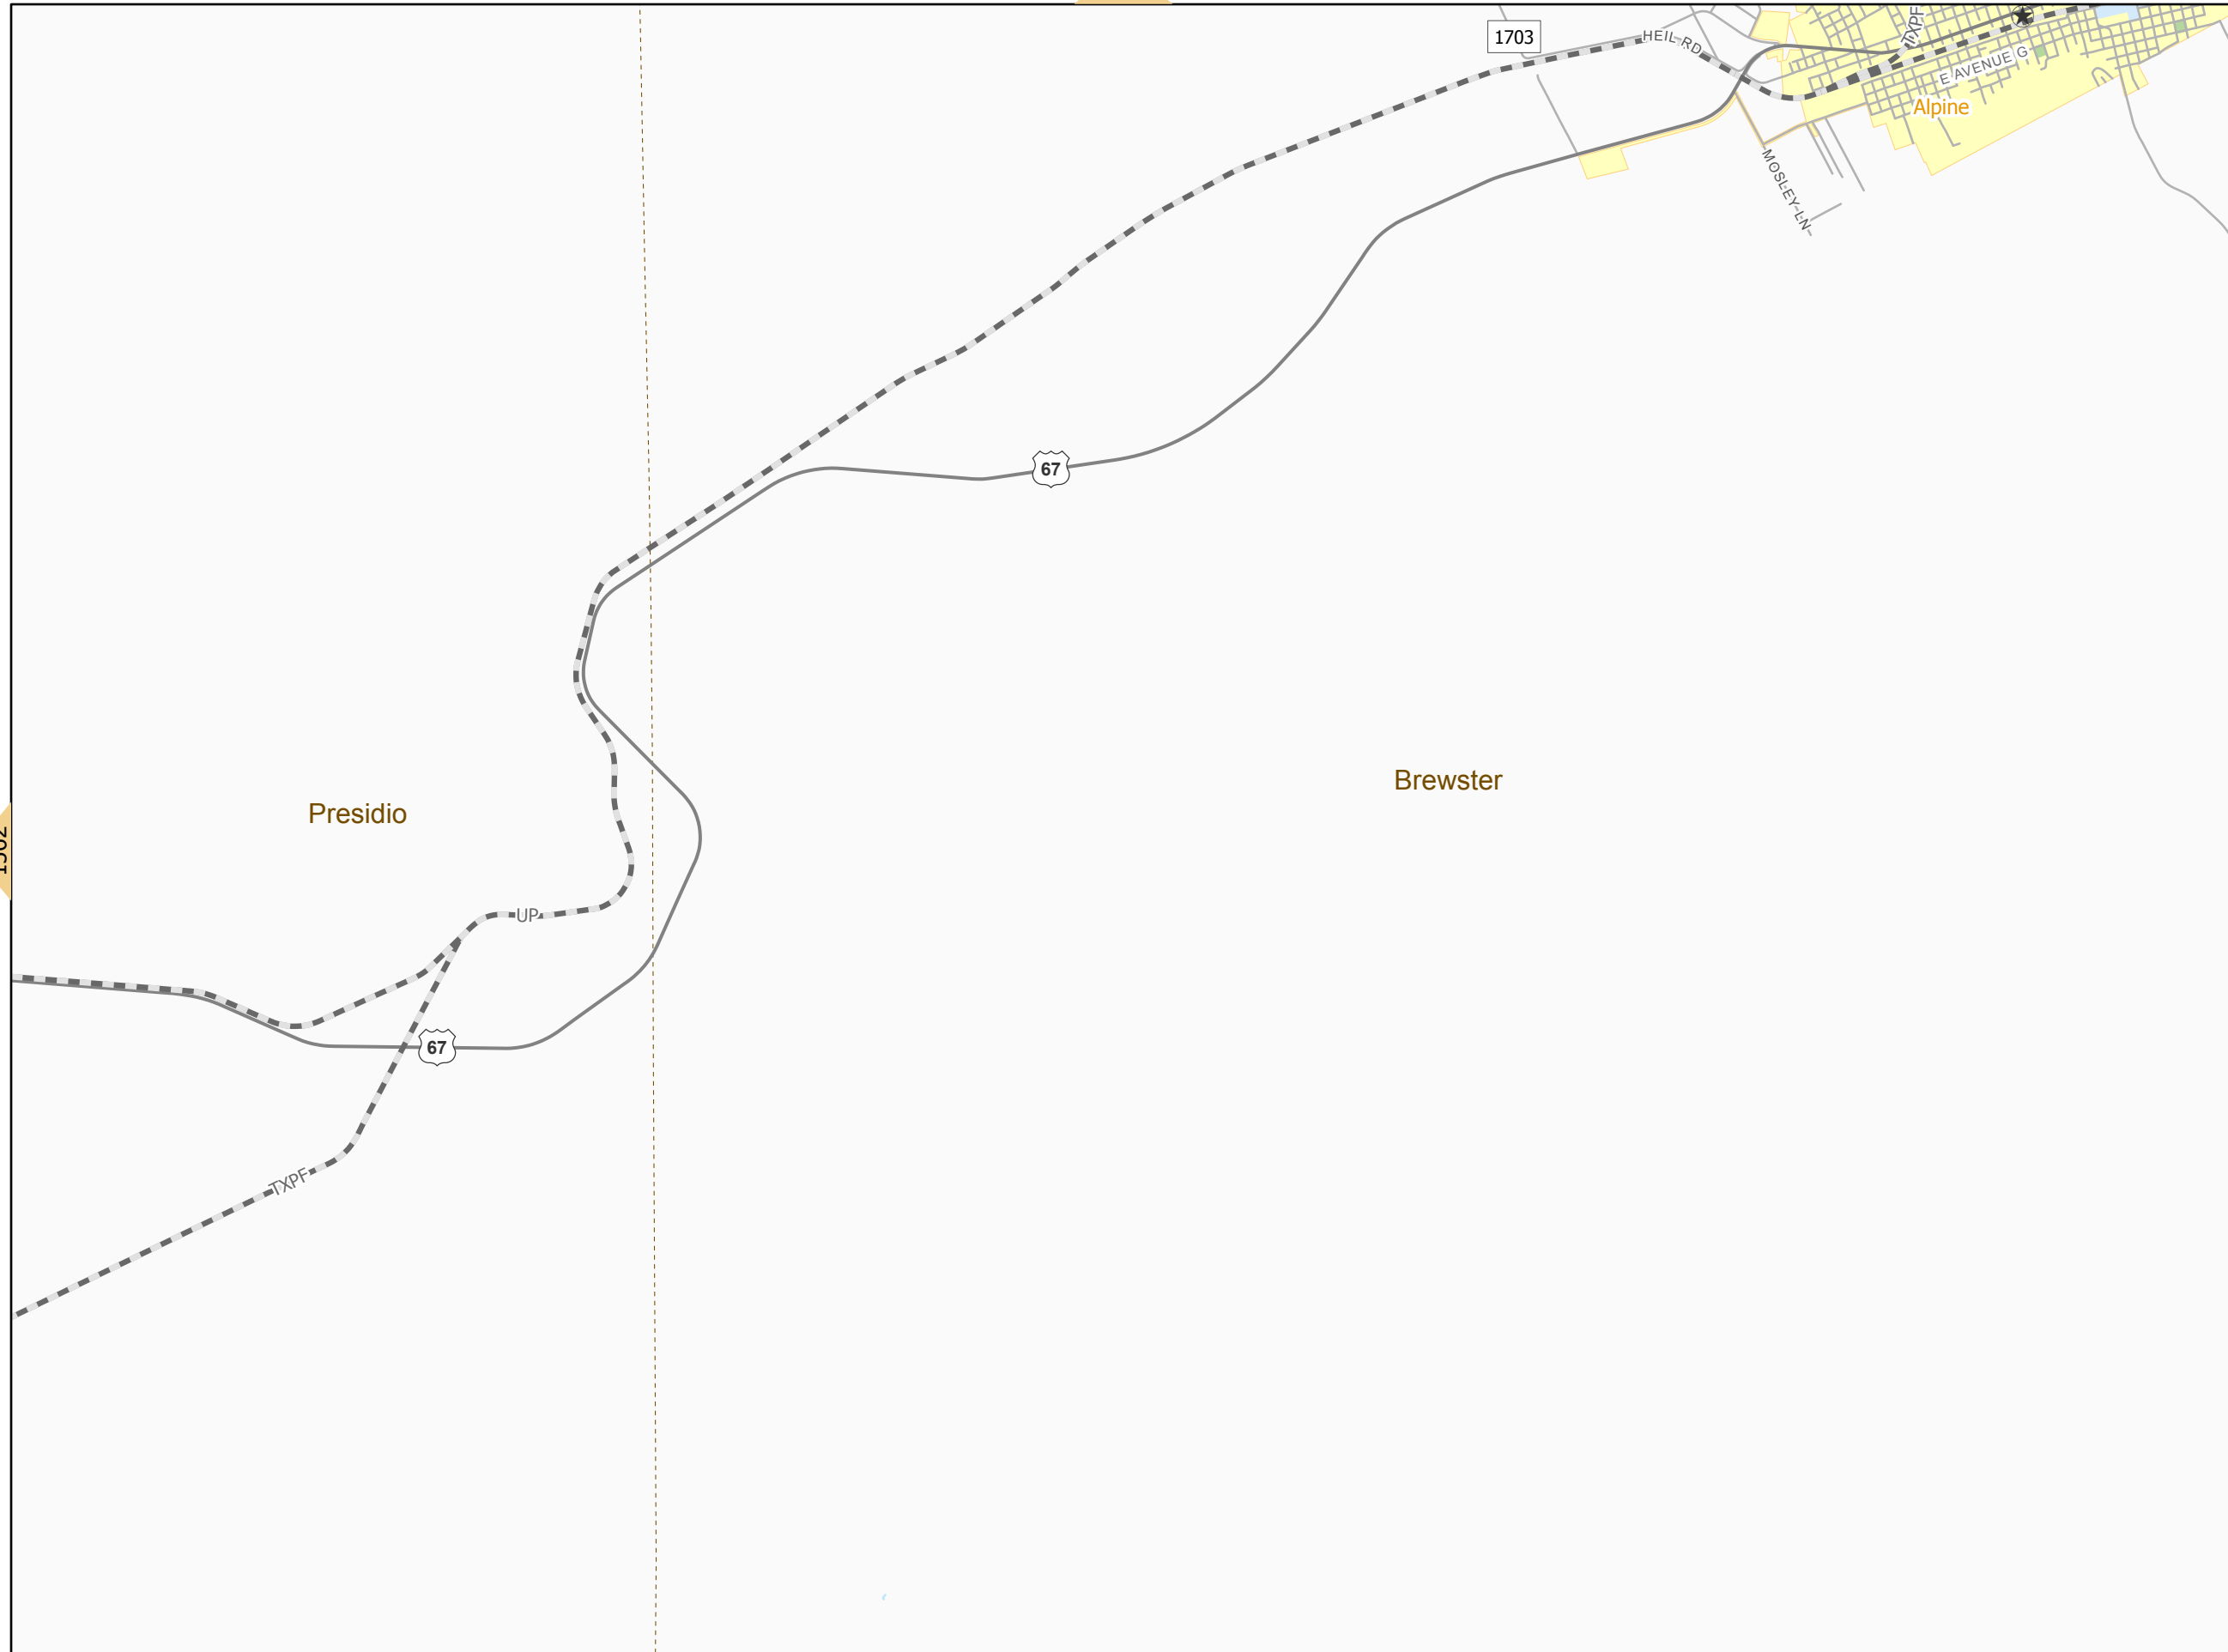 1703
HEIL RD
TXPF
E AVENUE G
Alpine
MOSLEY LN
67
Brewster
Presidio
UP
67
TXPF